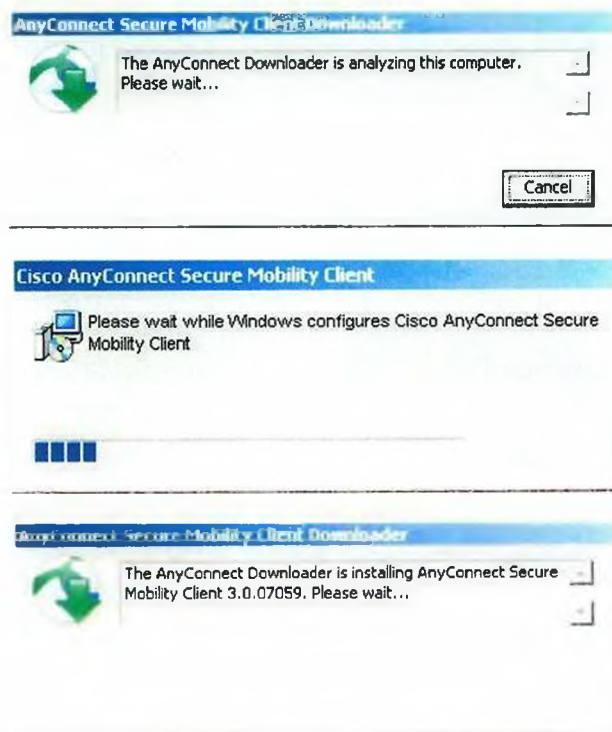 AnyConnect Secure Mobility Client Downloader
The AnyConnect Downloader is analyzing this computer.
Please wait...
Cancel
Cisco AnyConnect Secure Mobility Client
Please wait while Windows configures Cisco AnyConnect Secure
Mobility Client
AnyConnect Secure Mobility Client Downloader
The AnyConnect Downloader is installing AnyConnect Secure
Mobility Client 3.0.07059. Please wait...